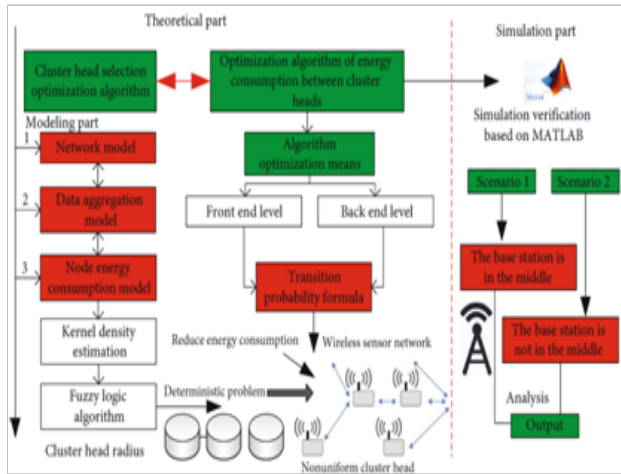 Theoretical part
Simulation part
Cluster head selection
optimization algorithm
Optimization algorithm of energy
consumption between cluster
heads
Simulation verification
based on MATLAB
Modeling part
1
Network model
2
Data aggregation
model
3
Node energy
consumption model
Kernel density
estimation
Fuzzy logic
algorithm
Cluster head radius
Algorithm
optimization means
Front end level
Back end level
Transition
probability formula
Reduce energy consumption
Wireless sensor network
Deterministic problem
Nonuniform cluster head
Scenario 1
Scenario 2
The base station is
in the middle
The base station is
not in the middle
Analysis
Output